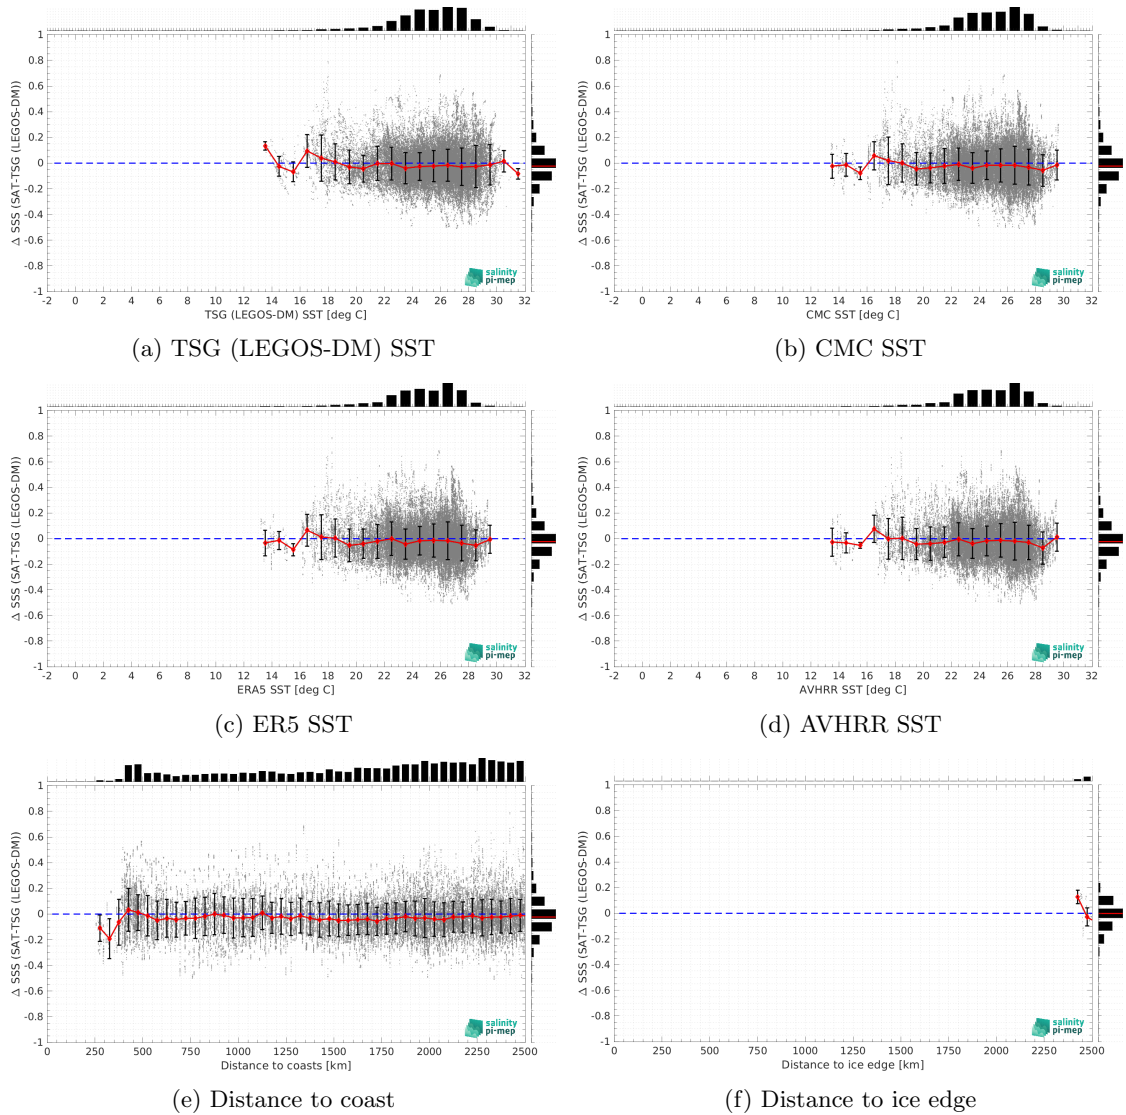 1
0.8
0.6
0.4
0.2
0
-0.2
-0.4
-0.6
-0.8
-1
Δ SSS (SAT-TSG (LEGOS-DM))
salinity
pi-mep
-2 0 2 4 6 8 10 12 14 16 18 20 22 24 26 28 30 32
TSG (LEGOS-DM) SST [deg C]
(a) TSG (LEGOS-DM) SST
1
0.8
0.6
0.4
0.2
0
-0.2
-0.4
-0.6
-0.8
-1
Δ SSS (SAT-TSG (LEGOS-DM))
salinity
pi-mep
-2 0 2 4 6 8 10 12 14 16 18 20 22 24 26 28 30 32
CMC SST [deg C]
(b) CMC SST
1
0.8
0.6
0.4
0.2
0
-0.2
-0.4
-0.6
-0.8
-1
Δ SSS (SAT-TSG (LEGOS-DM))
salinity
pi-mep
-2 0 2 4 6 8 10 12 14 16 18 20 22 24 26 28 30 32
ERA5 SST [deg C]
(c) ER5 SST
1
0.8
0.6
0.4
0.2
0
-0.2
-0.4
-0.6
-0.8
-1
Δ SSS (SAT-TSG (LEGOS-DM))
salinity
pi-mep
-2 0 2 4 6 8 10 12 14 16 18 20 22 24 26 28 30 32
AVHRR SST [deg C]
(d) AVHRR SST
1
0.8
0.6
0.4
0.2
0
-0.2
-0.4
-0.6
-0.8
-1
Δ SSS (SAT-TSG (LEGOS-DM))
salinity
pi-mep
0 250 500 750 1000 1250 1500 1750 2000 2250 2500
Distance to coasts [km]
(e) Distance to coast
1
0.8
0.6
0.4
0.2
0
-0.2
-0.4
-0.6
-0.8
-1
Δ SSS (SAT-TSG (LEGOS-DM))
salinity
pi-mep
0 250 500 750 1000 1250 1500 1750 2000 2250 2500
Distance to ice edge [km]
(f) Distance to ice edge